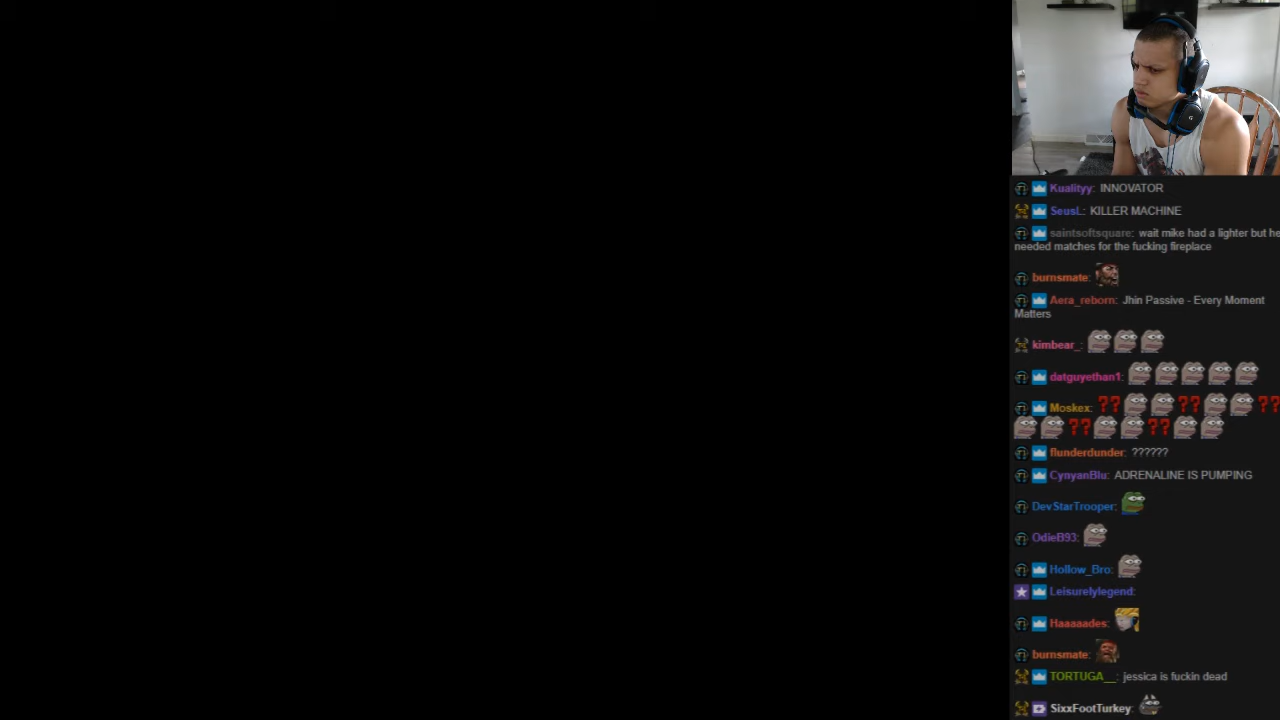 Kualityy: INNOVATOR
SeusL: KILLER MACHINE
saintsoftsquare: wait mike had a lighter but he
needed matches for the fucking fireplace
burnsmate:
Aera_reborn: Jhin Passive - Every Moment
Matters
kimbear_:
datguyethan1:
Moskex: ?? ?? ??
?? ??
flunderdunder: ??????
CynyanBlu: ADRENALINE IS PUMPING
DevStarTrooper:
OdieB93:
Hollow_Bro:
Leisurelylegend:
Haaaaades:
burnsmate:
TORTUGA__: jessica is fuckin dead
SixxFootTurkey: